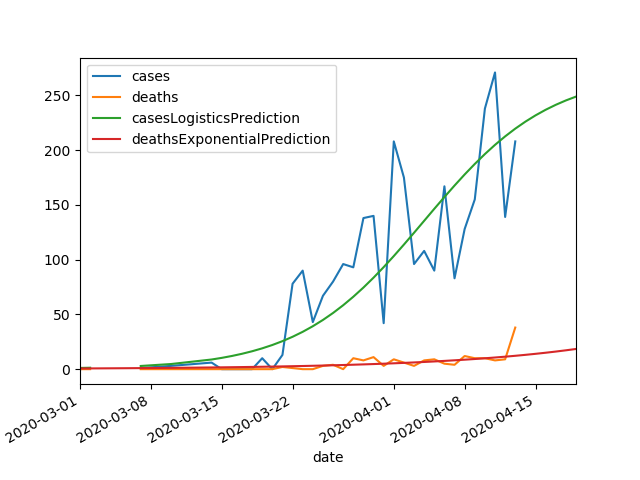 cases
deaths
casesLogisticsPrediction
deathsExponentialPrediction
250
200
150
100
50
0
2020-03-01
2020-03-08
2020-03-15
2020-03-22
2020-04-01
2020-04-08
2020-04-15
date